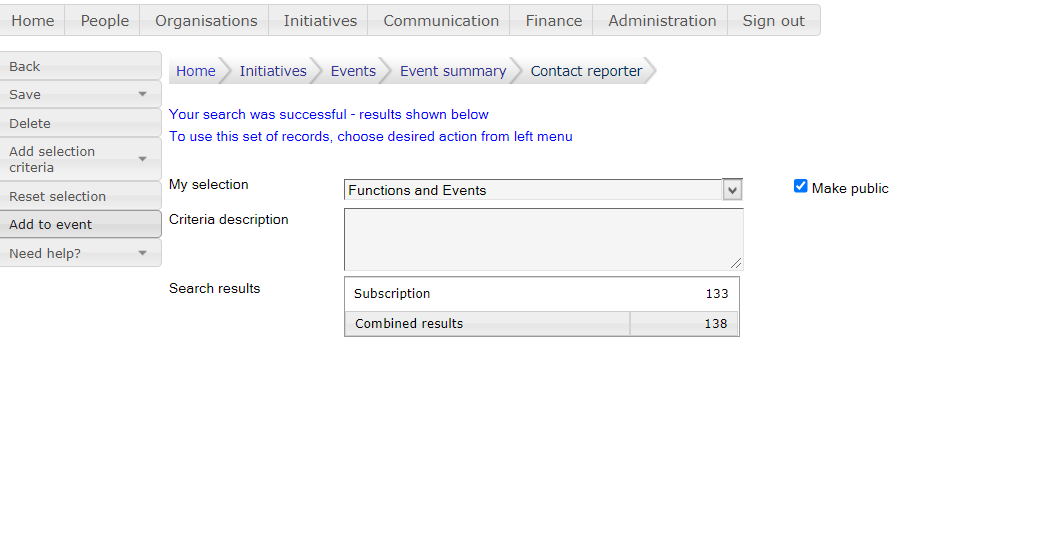 Home People Organisations Initiatives Communication Finance Administration Sign out
Back
Save
Delete
Add selection
criteria
Reset selection
Add to event
Need help?
Home Initiatives Events Event summary Contact reporter
Your search was successful - results shown below
To use this set of records, choose desired action from left menu
My selection Functions and Events Make public
Criteria description
Search results
Subscription 133
Combined results 138